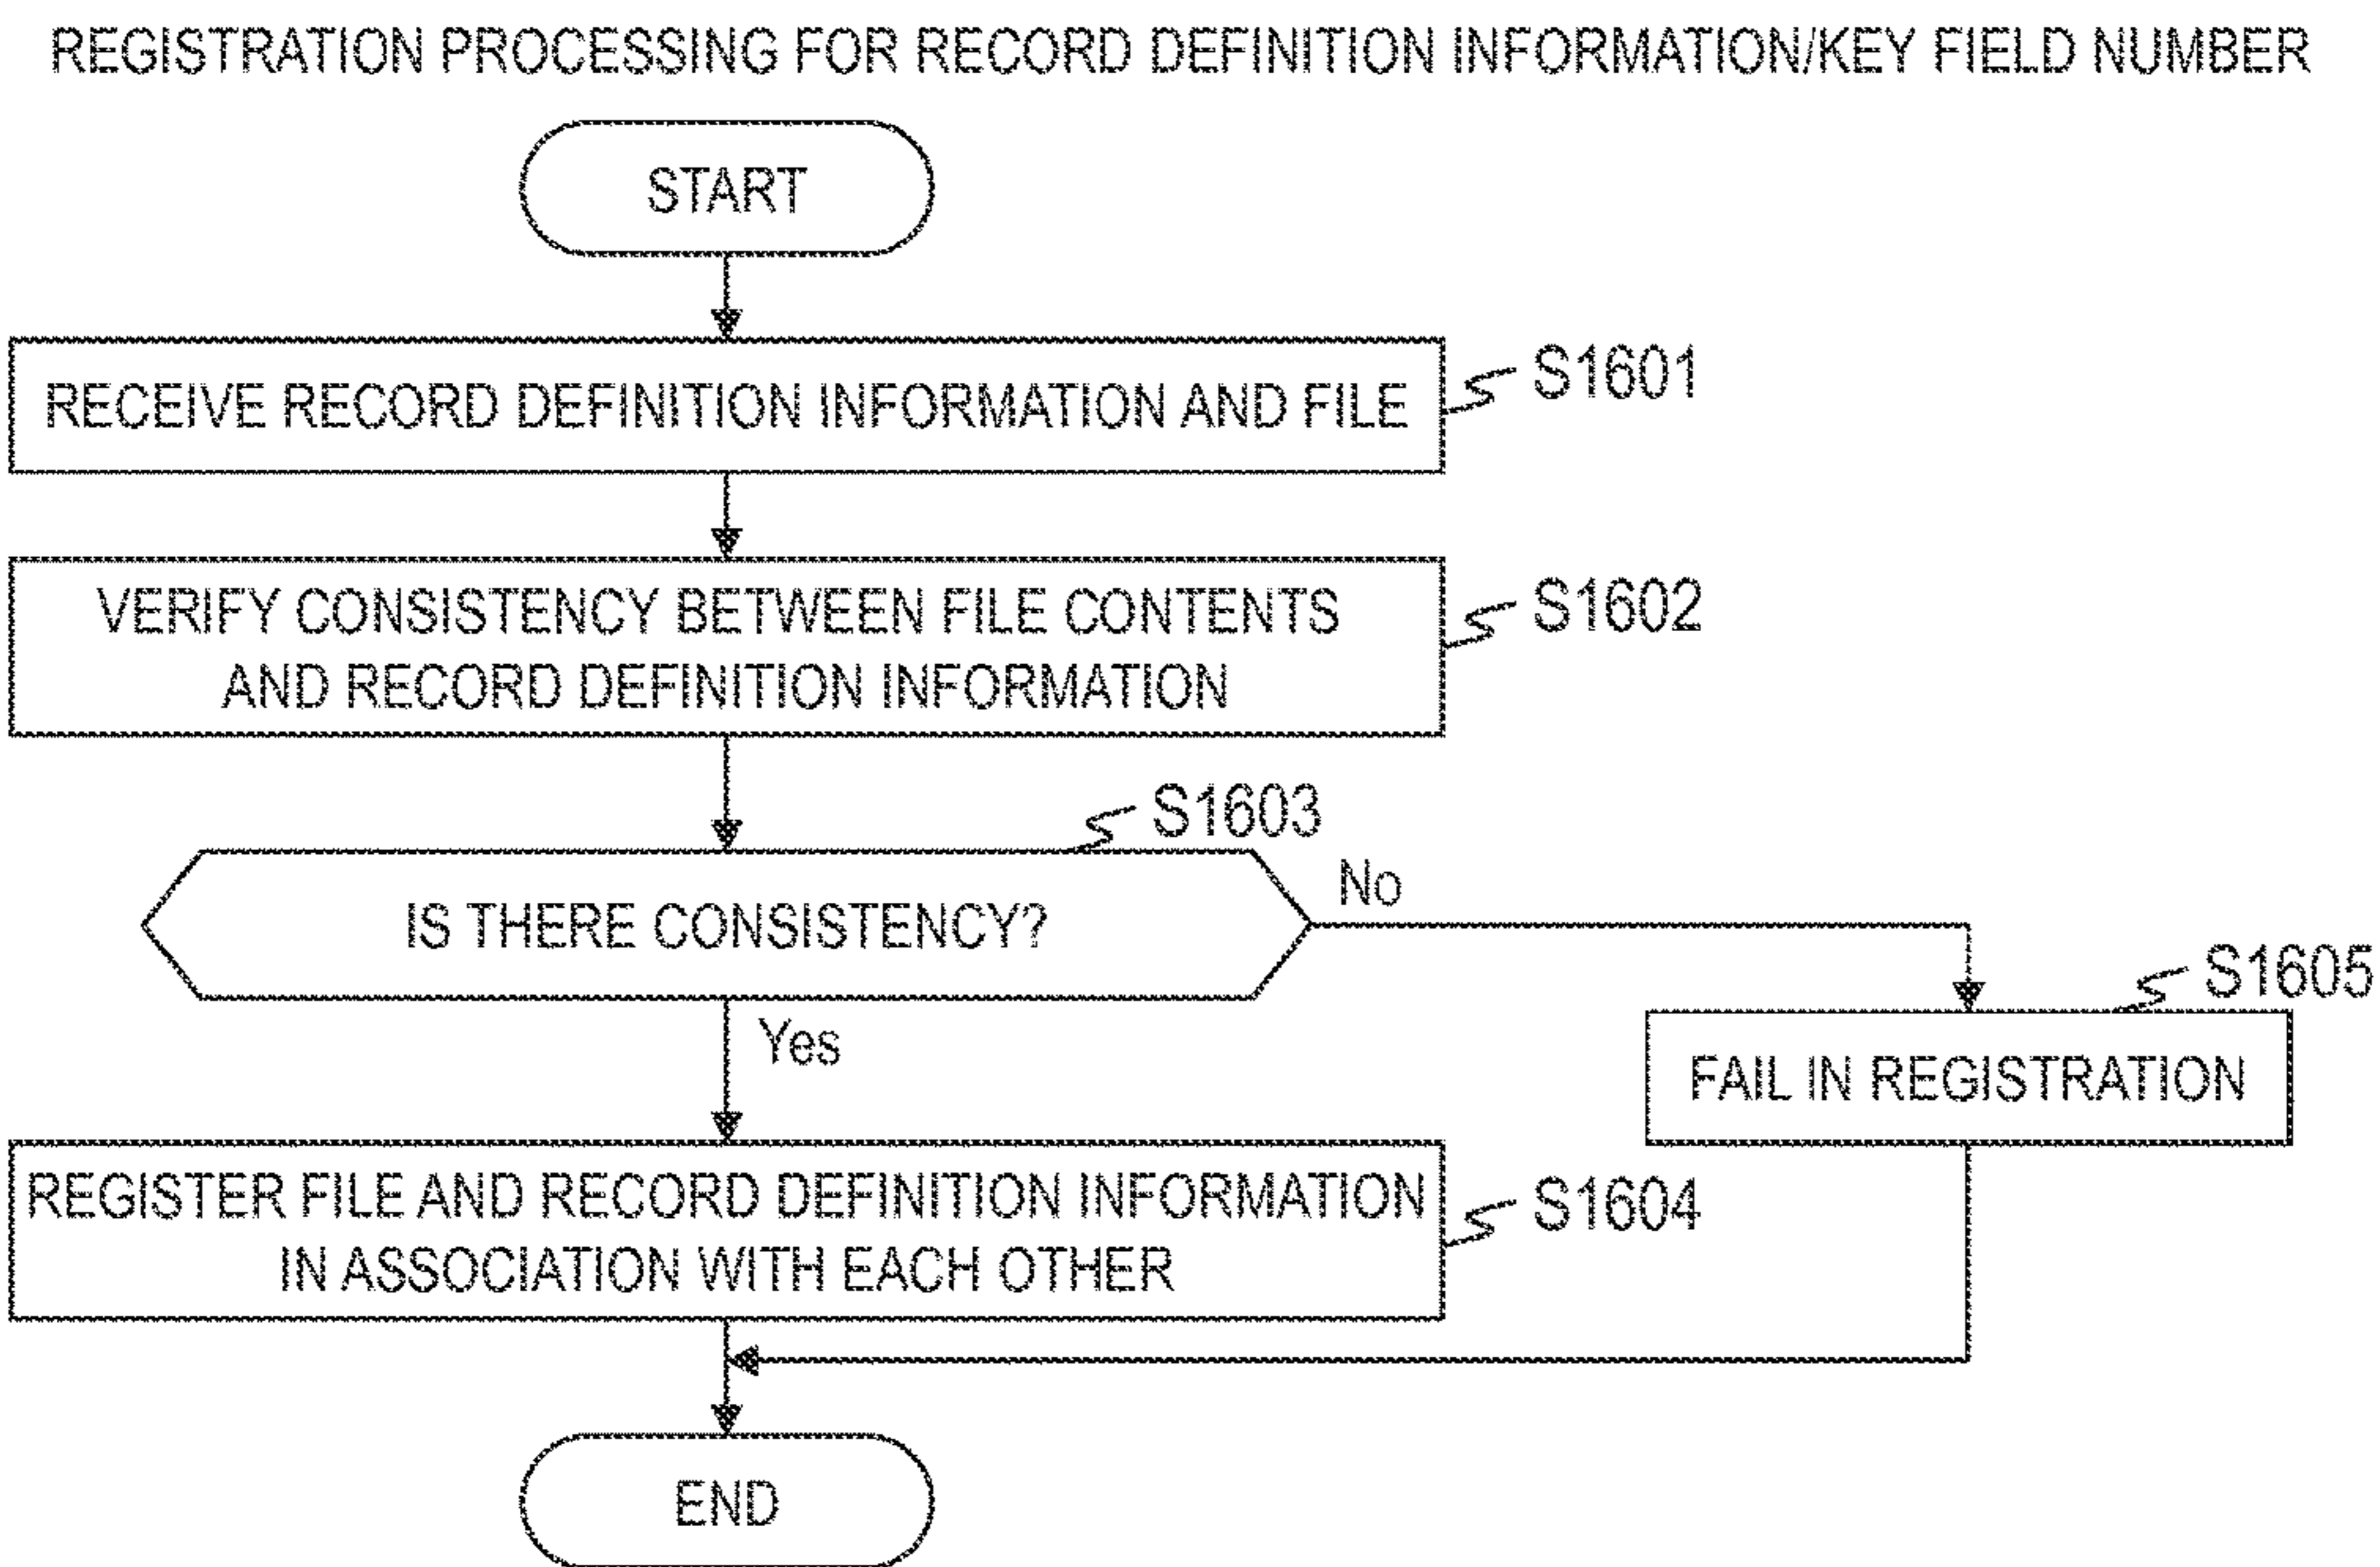 REGISTRATION PROCESSING FOR RECORD DEFINITION INFORMATION/KEY FIELD NUMBER
START
RECEIVE RECORD DEFINITION INFORMATION AND FILE
S1601
VERIFY CONSISTENCY BETWEEN FILE CONTENTS
AND RECORD DEFINITION INFORMATION
S1602
S1603
IS THERE CONSISTENCY?
No
Yes
S1605
FAIL IN REGISTRATION
REGISTER FILE AND RECORD DEFINITION INFORMATION
IN ASSOCIATION WITH EACH OTHER
S1604
END